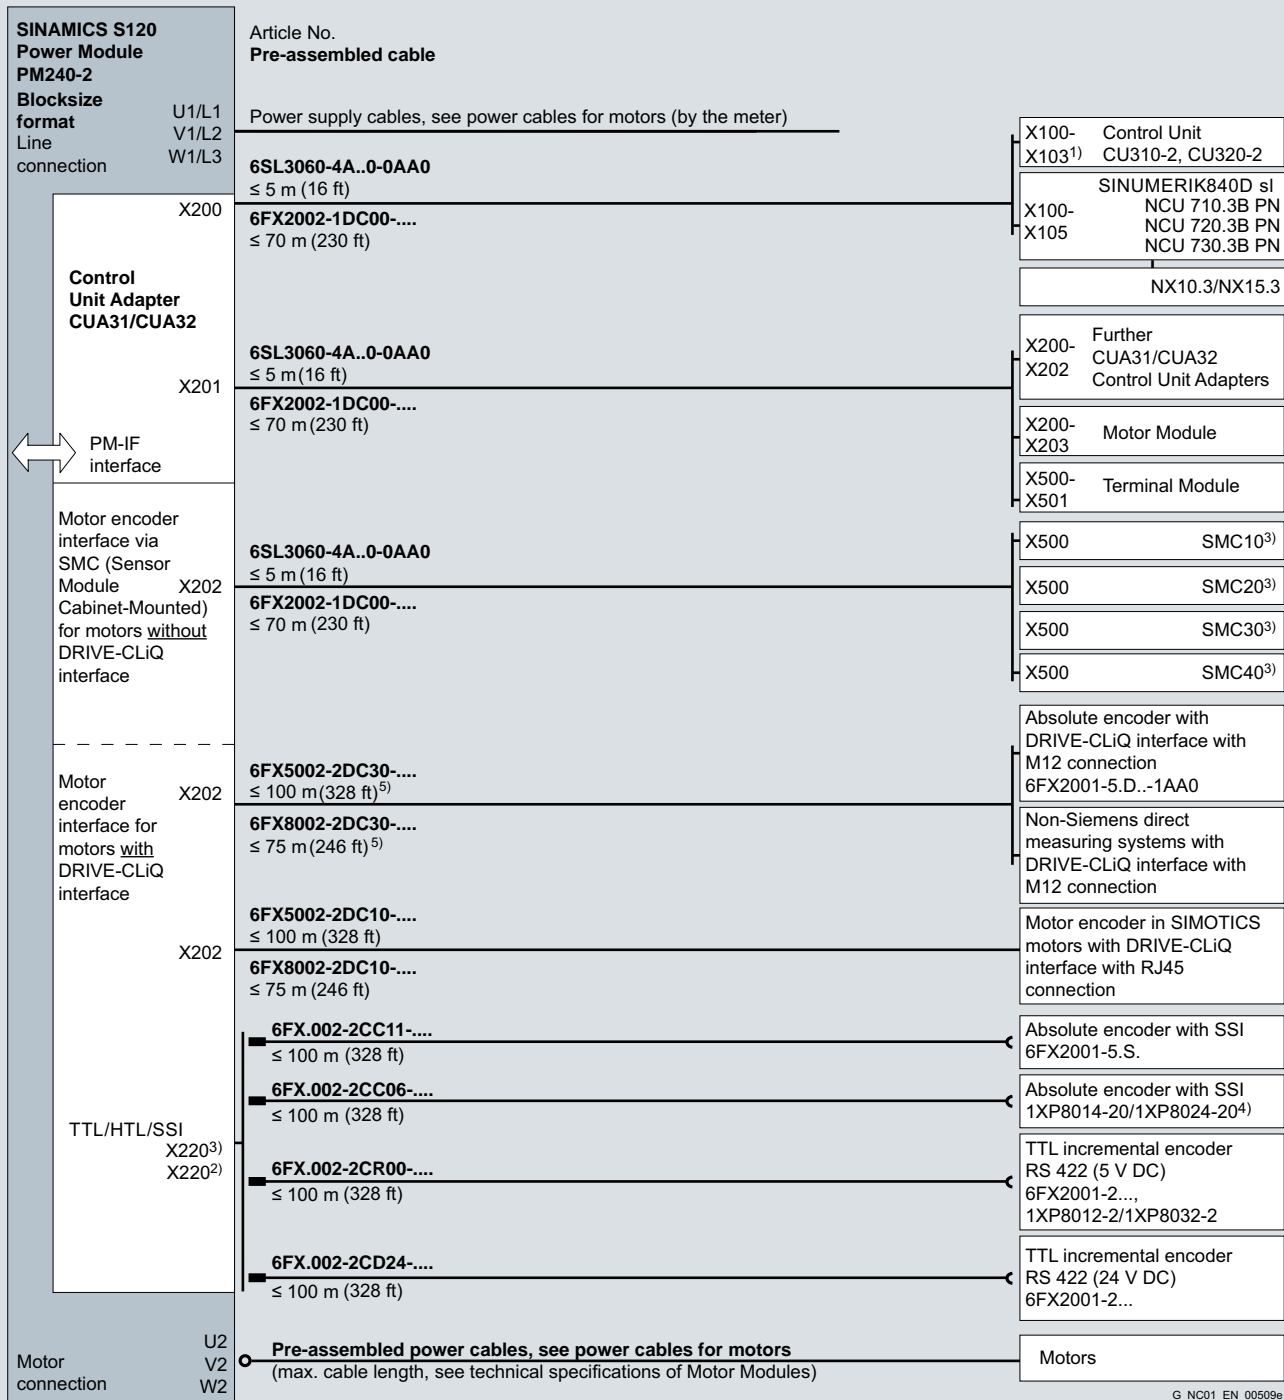 SINAMICS S120
Power Module
PM240-2
Blocksize
format
Line
connection
U1/L1
V1/L2
W1/L3
Article No.
Pre-assembled cable
Power supply cables, see power cables for motors (by the meter)
X200
6SL3060-4A..0-0AA0
≤ 5 m (16 ft)
6FX2002-1DC00-....
≤ 70 m (230 ft)
X100-
X103¹⁾
Control Unit
CU310-2, CU320-2
X100-
X105
SINUMERIK840D sl
NCU 710.3B PN
NCU 720.3B PN
NCU 730.3B PN
NX10.3/NX15.3
Control
Unit Adapter
CUA31/CUA32
X201
6SL3060-4A..0-0AA0
≤ 5 m (16 ft)
6FX2002-1DC00-....
≤ 70 m (230 ft)
X200-
X202
Further
CUA31/CUA32
Control Unit Adapters
X200-
X203
Motor Module
X500-
X501
Terminal Module
PM-IF
interface
Motor encoder
interface via
SMC (Sensor
Module
Cabinet-Mounted)
for motors without
DRIVE-CLiQ
interface
X202
6SL3060-4A..0-0AA0
≤ 5 m (16 ft)
6FX2002-1DC00-....
≤ 70 m (230 ft)
X500 SMC10³⁾
X500 SMC20³⁾
X500 SMC30³⁾
X500 SMC40³⁾
Motor
encoder
interface for
motors with
DRIVE-CLiQ
interface
X202
6FX5002-2DC30-....
≤ 100 m (328 ft)⁵⁾
6FX8002-2DC30-....
≤ 75 m (246 ft)⁵⁾
Absolute encoder with
DRIVE-CLiQ interface with
M12 connection
6FX2001-5.D..-1AA0
Non-Siemens direct
measuring systems with
DRIVE-CLiQ interface with
M12 connection
X202
6FX5002-2DC10-....
≤ 100 m (328 ft)
6FX8002-2DC10-....
≤ 75 m (246 ft)
Motor encoder in SIMOTICS
motors with DRIVE-CLiQ
interface with RJ45
connection
TTL/HTL/SSI
X220³⁾
X220²⁾
6FX.002-2CC11-....
≤ 100 m (328 ft)
Absolute encoder with SSI
6FX2001-5.S.
6FX.002-2CC06-....
≤ 100 m (328 ft)
Absolute encoder with SSI
1XP8014-20/1XP8024-20⁴⁾
6FX.002-2CR00-....
≤ 100 m (328 ft)
TTL incremental encoder
RS 422 (5 V DC)
6FX2001-2...,
1XP8012-2/1XP8032-2
6FX.002-2CD24-....
≤ 100 m (328 ft)
TTL incremental encoder
RS 422 (24 V DC)
6FX2001-2...
Motor
connection
U2
V2
W2
Pre-assembled power cables, see power cables for motors
(max. cable length, see technical specifications of Motor Modules)
Motors
G_NC01_EN_00509e